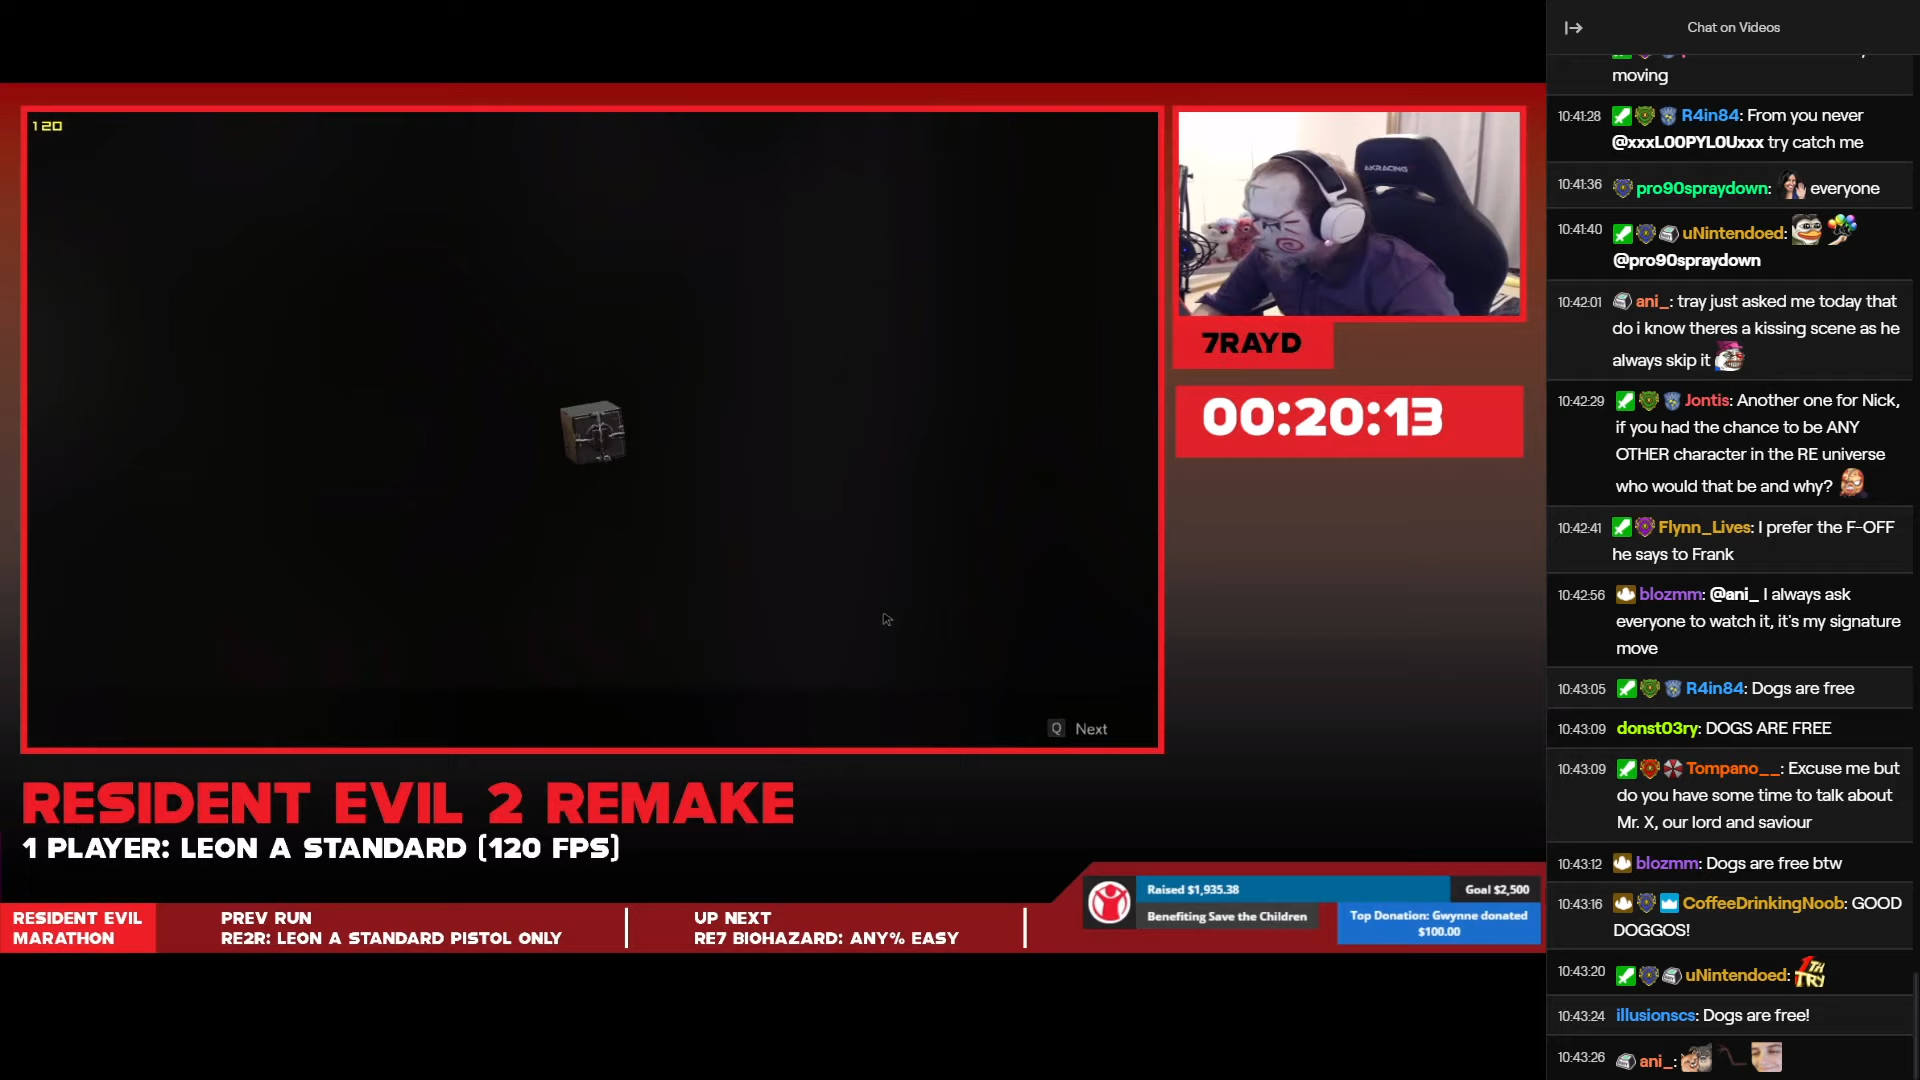 120
Q Next
AKRACING
7RAYD
00:20:13
RESIDENT EVIL 2 REMAKE
1 PLAYER: LEON A STANDARD (120 FPS)
RESIDENT EVIL
MARATHON
PREV RUN
RE2R: LEON A STANDARD PISTOL ONLY
UP NEXT
RE7 BIOHAZARD: ANY% EASY
Raised $1,935.38
Goal $2,500
Benefiting Save the Children
Top Donation: Gwynne donated
$100.00
Chat on Videos
moving
10:41:28 R4in84: From you never
@xxxL00PYL0Uxxx try catch me
10:41:36 pro90spraydown: everyone
10:41:40 uNintendoed:
@pro90spraydown
10:42:01 ani_: tray just asked me today that
do i know theres a kissing scene as he
always skip it
10:42:29 Jontis: Another one for Nick,
if you had the chance to be ANY
OTHER character in the RE universe
who would that be and why?
10:42:41 Flynn_Lives: I prefer the F-OFF
he says to Frank
10:42:56 blozmm: @ani_ I always ask
everyone to watch it, it's my signature
move
10:43:05 R4in84: Dogs are free
10:43:09 donst03ry: DOGS ARE FREE
10:43:09 Tompano__: Excuse me but
do you have some time to talk about
Mr. X, our lord and saviour
10:43:12 blozmm: Dogs are free btw
10:43:16 CoffeeDrinkingNoob: GOOD
DOGGOS!
10:43:20 uNintendoed: 1TH TRY
10:43:24 illusionscs: Dogs are free!
10:43:26 ani_: